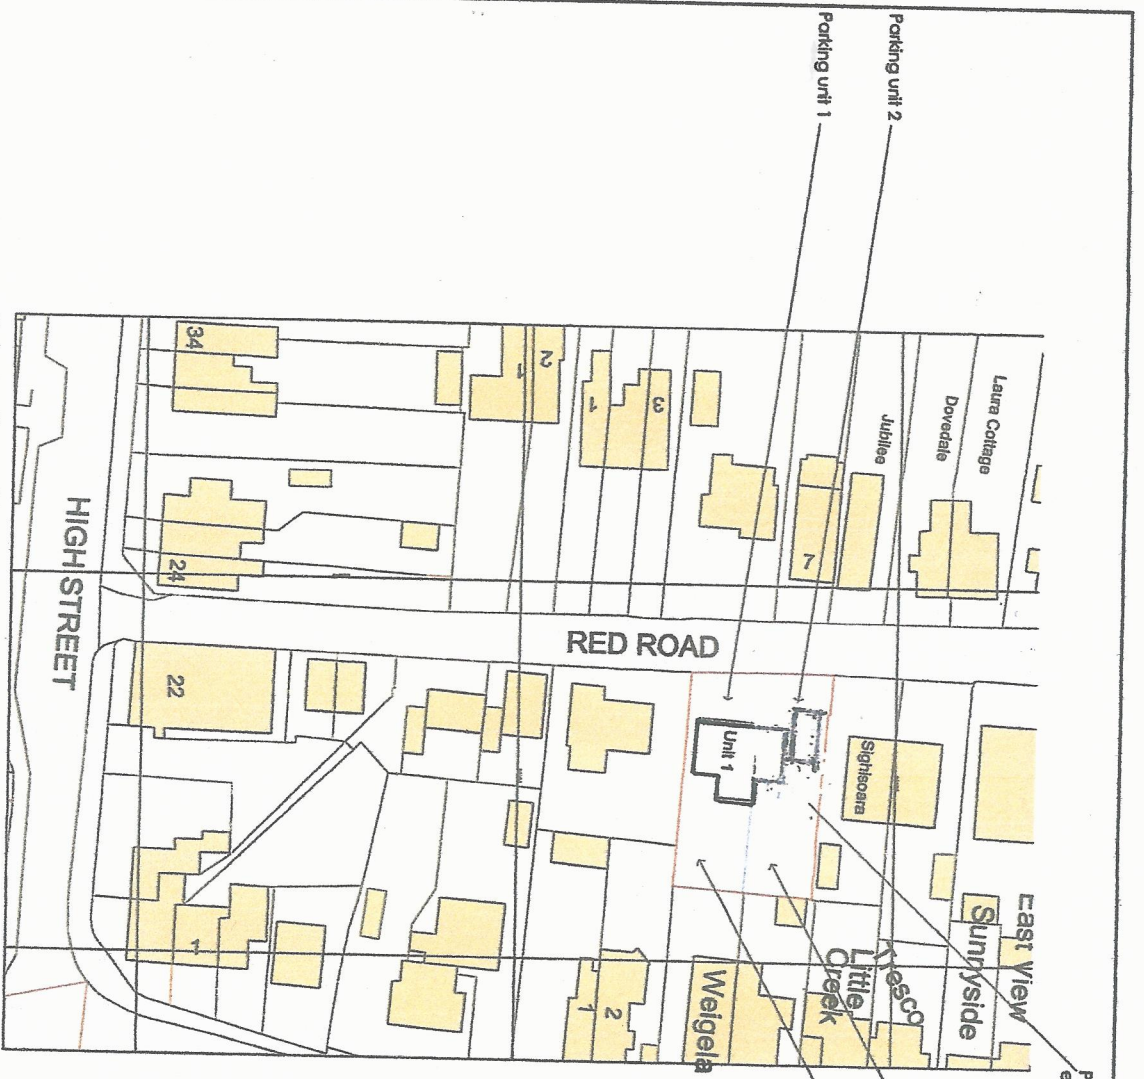 Parking unit 2
Parking unit 1
Laura Cottage
Dovedale
Jubilee
34
2
1
1
3
7
24
HIGH STREET
RED ROAD
22
Unit 1
Sighisoara
East View
Sunnyside
Tresco
Little
Creek
Weigela
1
2
1